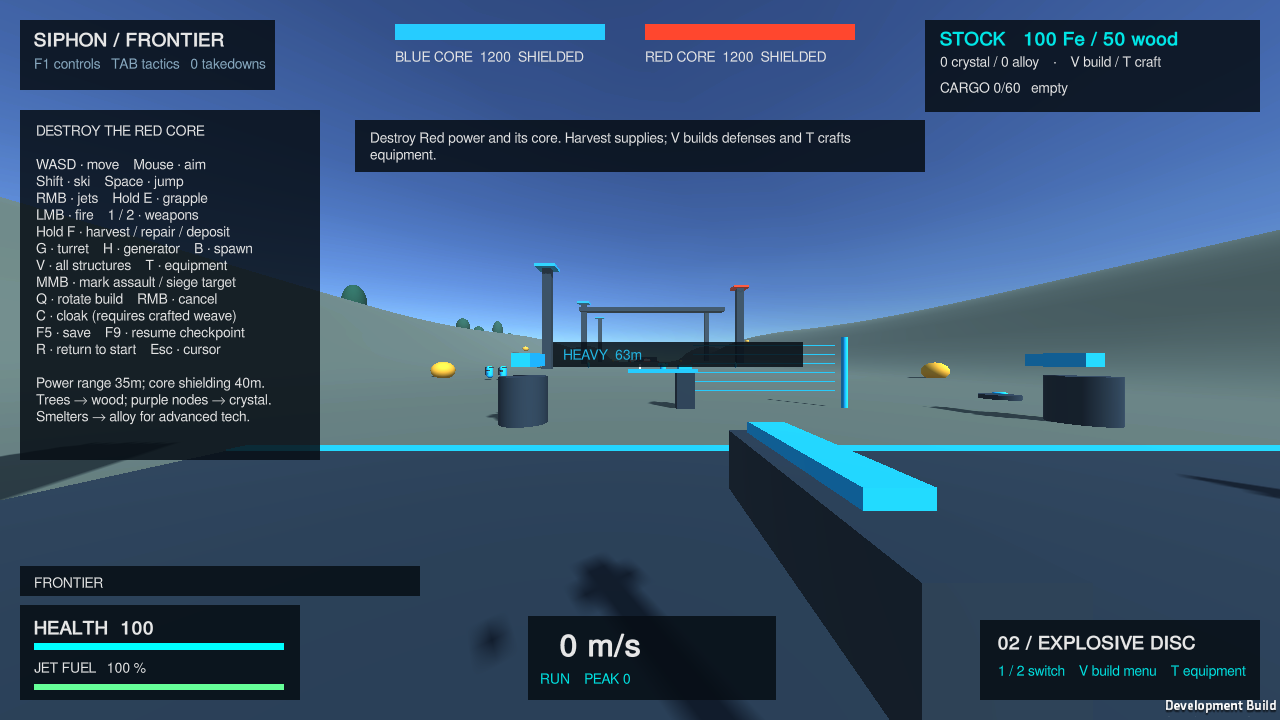 SIPHON / FRONTIER
F1 controls TAB tactics 0 takedowns
BLUE CORE 1200 SHIELDED
RED CORE 1200 SHIELDED
STOCK 100 Fe / 50 wood
0 crystal / 0 alloy · V build / T craft
CARGO 0/60 empty
DESTROY THE RED CORE
WASD · move Mouse · aim
Shift · ski Space · jump
RMB · jets Hold E · grapple
LMB · fire 1 / 2 · weapons
Hold F · harvest / repair / deposit
G · turret H · generator B · spawn
V · all structures T · equipment
MMB · mark assault / siege target
Q · rotate build RMB · cancel
C · cloak (requires crafted weave)
F5 · save F9 · resume checkpoint
R · return to start Esc · cursor
Power range 35m; core shielding 40m.
Trees → wood; purple nodes → crystal.
Smelters → alloy for advanced tech.
Destroy Red power and its core. Harvest supplies; V builds defenses and T crafts
equipment.
HEAVY 63m
FRONTIER
HEALTH 100
JET FUEL 100 %
0 m/s
RUN PEAK 0
02 / EXPLOSIVE DISC
1 / 2 switch V build menu T equipment
Development Build